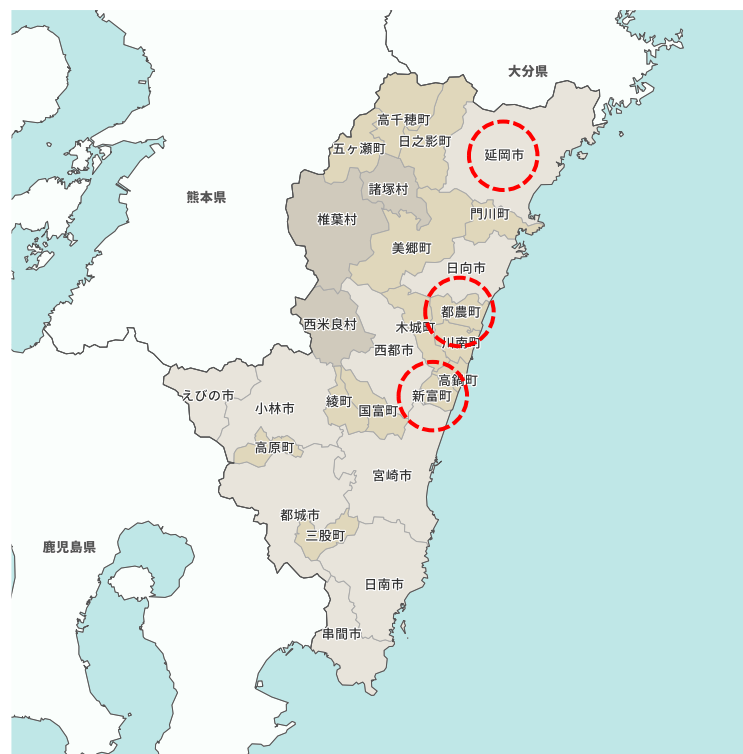 大分県
高千穂町
日之影町
五ヶ瀬町
延岡市
諸塚村
熊本県
椎葉村
門川町
美郷町
日向市
都農町
西米良村
木城町
川南町
西都市
高鍋町
えびの市
新富町
綾町
小林市
国富町
高原町
宮崎市
都城市
三股町
鹿児島県
日南市
串間市